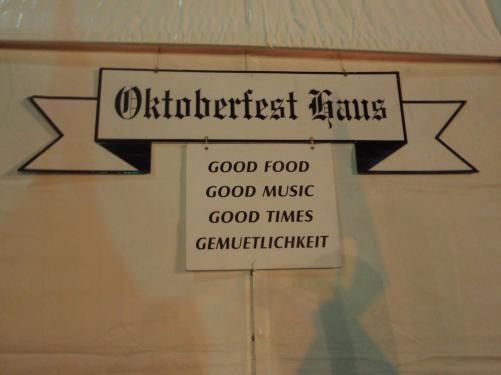 Oktoberfest Haus
GOOD FOOD
GOOD MUSIC
GOOD TIMES
GEMUETLICHKEIT